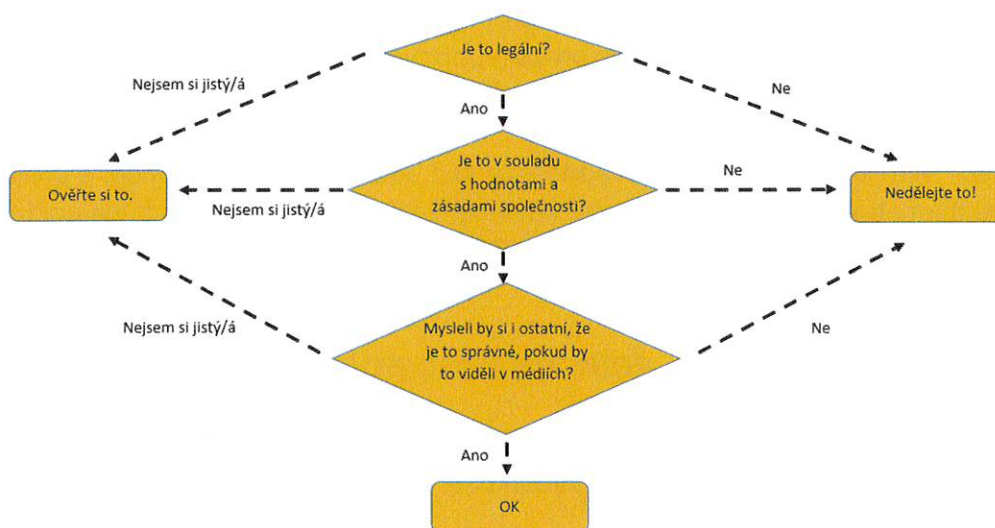 Je to legální?
Nejsem si jistý/á
Ne
Ano
Je to v souladu
s hodnotami a
zásadami společnosti?
Ověřte si to.
Nejsem si jistý/á
Ne
Nedělejte to!
Ano
Mysleli by si i ostatní, že
je to správné, pokud by
to viděli v médiích?
Nejsem si jistý/á
Ne
Ano
OK